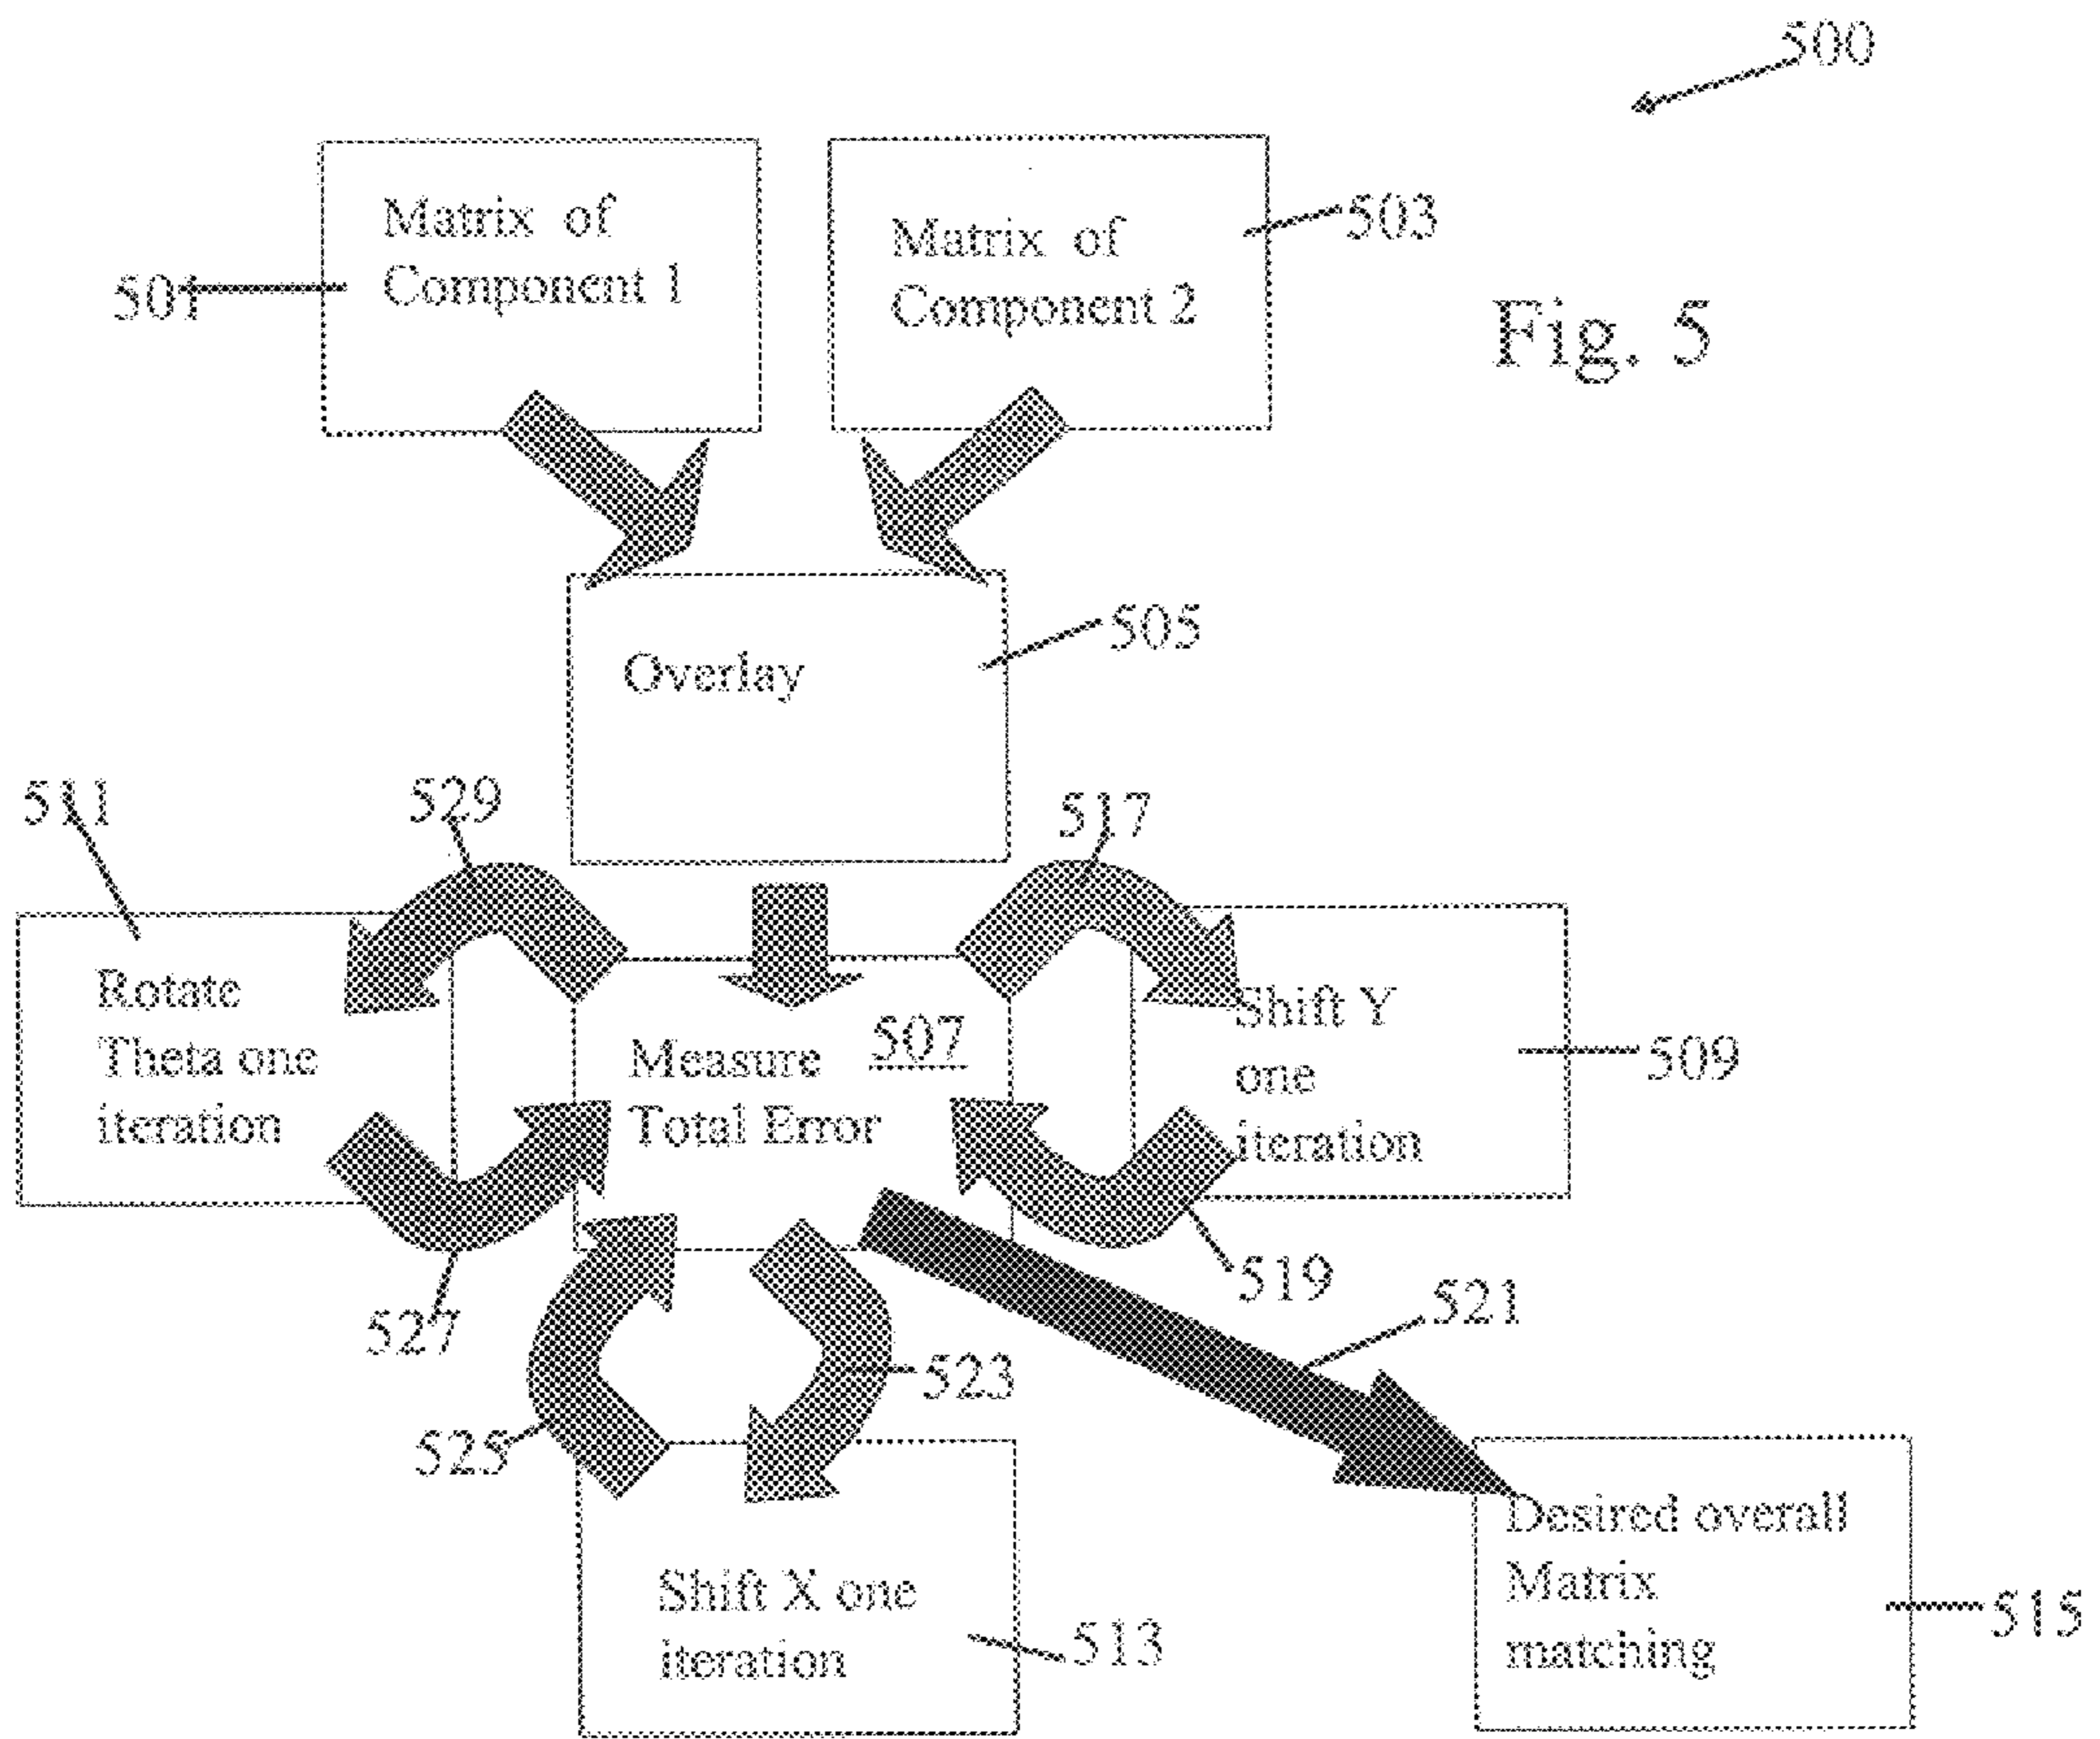 500
Matrix of
Component 1
501
Matrix of
Component 2
503
Fig. 5
Overlay
505
511
529
517
Rotate
Theta one
iteration
Measure
Total Error
507
Shift Y
one
iteration
509
527
519
521
523
525
Shift X one
iteration
513
Desired overall
Matrix
matching
515